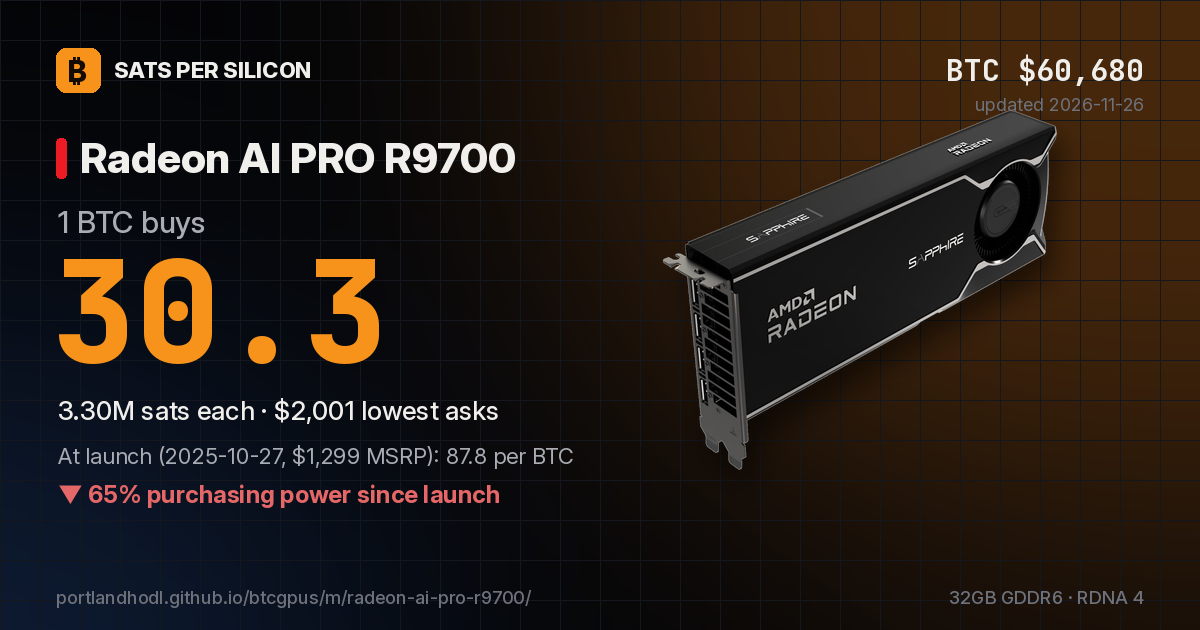 ₿ SATS PER SILICON
BTC $60,680
updated 2026-11-26
Radeon AI PRO R9700
1 BTC buys
30.3
3.30M sats each · $2,001 lowest asks
At launch (2025-10-27, $1,299 MSRP): 87.8 per BTC
▼ 65% purchasing power since launch
AMD RADEON
SAPPHIRE
SAPPHIRE
AMD
RADEON
portlandhodl.github.io/btcgpus/m/radeon-ai-pro-r9700/
32GB GDDR6 · RDNA 4